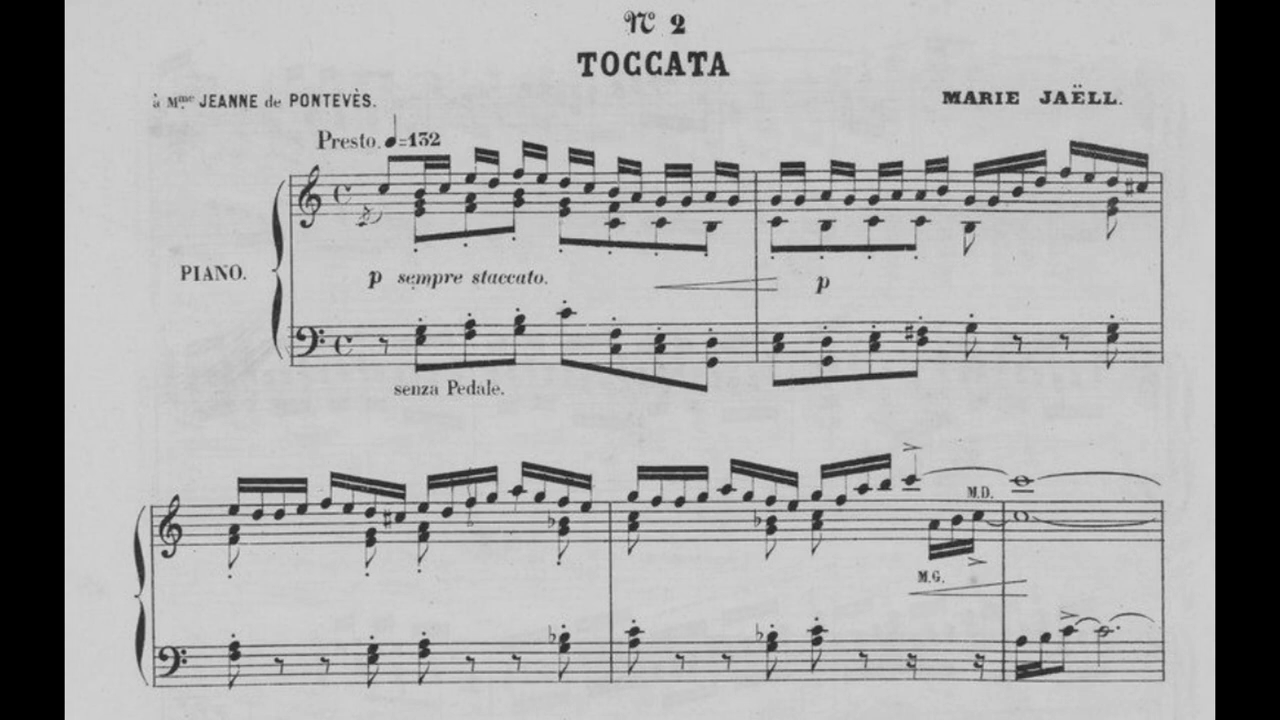 Nº 2
TOCCATA
à Mme JEANNE de PONTEVÈS.
MARIE JAËLL.
Presto. ♩=132
PIANO.
p sempre staccato.
p
senza Pedale.
M.D.
M.G.